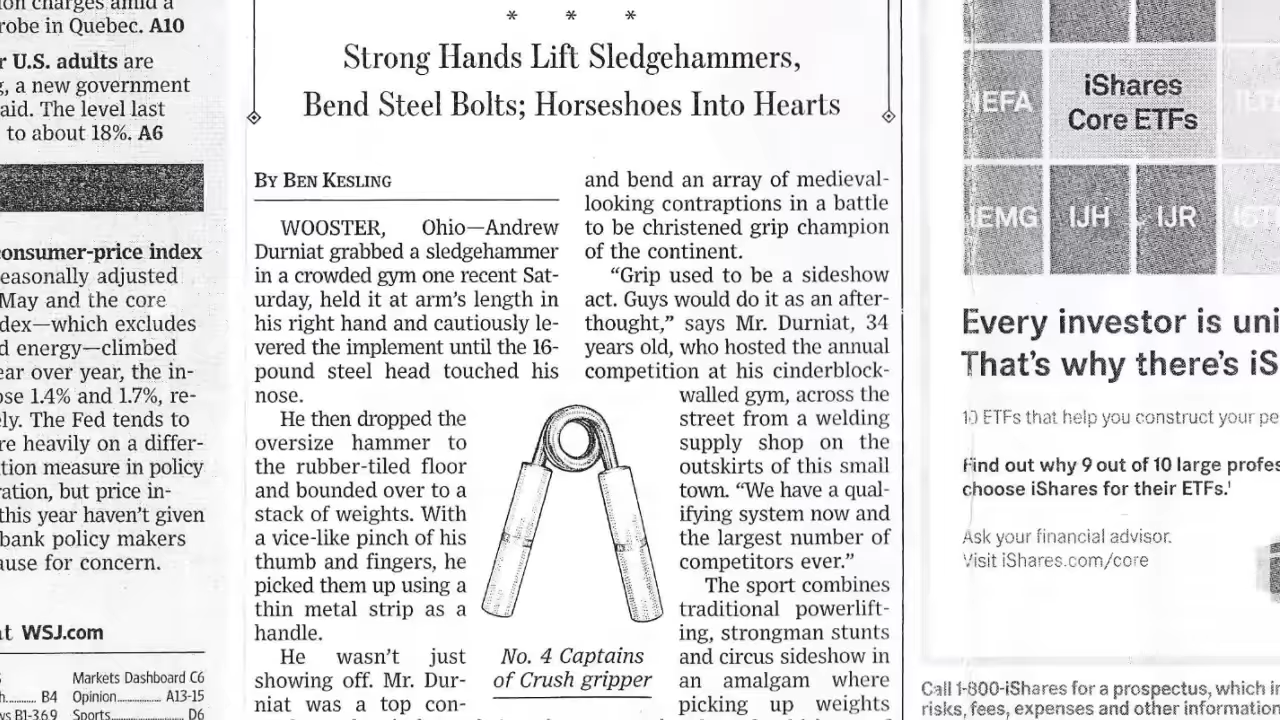 ion charges amid a
robe in Quebec. A10
r U.S. adults are
g, a new government
aid. The level last
to about 18%. A6
consumer-price index
easonally adjusted
May and the core
dex—which excludes
d energy—climbed
ear over year, the in-
ose 1.4% and 1.7%, re-
ely. The Fed tends to
re heavily on a differ-
tion measure in policy
ration, but price in-
this year haven't given
bank policy makers
ause for concern.
at WSJ.com
Markets Dashboard C6
B4 Opinion A13-15
B1-3,6,9 Sports D6
* * *
Strong Hands Lift Sledgehammers,
Bend Steel Bolts; Horseshoes Into Hearts
BY BEN KESLING
WOOSTER, Ohio—Andrew
Durniat grabbed a sledgehammer
in a crowded gym one recent Sat-
urday, held it at arm's length in
his right hand and cautiously le-
vered the implement until the 16-
pound steel head touched his
nose.
He then dropped the
oversize hammer to
the rubber-tiled floor
and bounded over to a
stack of weights. With
a vice-like pinch of his
thumb and fingers, he
picked them up using a
thin metal strip as a
handle.
He wasn't just
showing off. Mr. Dur-
niat was a top con-
No. 4 Captains
of Crush gripper
and bend an array of medieval-
looking contraptions in a battle
to be christened grip champion
of the continent.
"Grip used to be a sideshow
act. Guys would do it as an after-
thought," says Mr. Durniat, 34
years old, who hosted the annual
competition at his cinderblock-
walled gym, across the
street from a welding
supply shop on the
outskirts of this small
town. "We have a qual-
ifying system now and
the largest number of
competitors ever."
The sport combines
traditional powerlift-
ing, strongman stunts
and circus sideshow in
an amalgam where
picking up weights
IEFA
iShares
Core ETFs
IEMG IJH IJR
Every investor is uni
That's why there's iS
10 ETFs that help you construct your pe
Find out why 9 out of 10 large profes
choose iShares for their ETFs.¹
Ask your financial advisor.
Visit iShares.com/core
Call 1-800-iShares for a prospectus, which in
risks, fees, expenses and other information